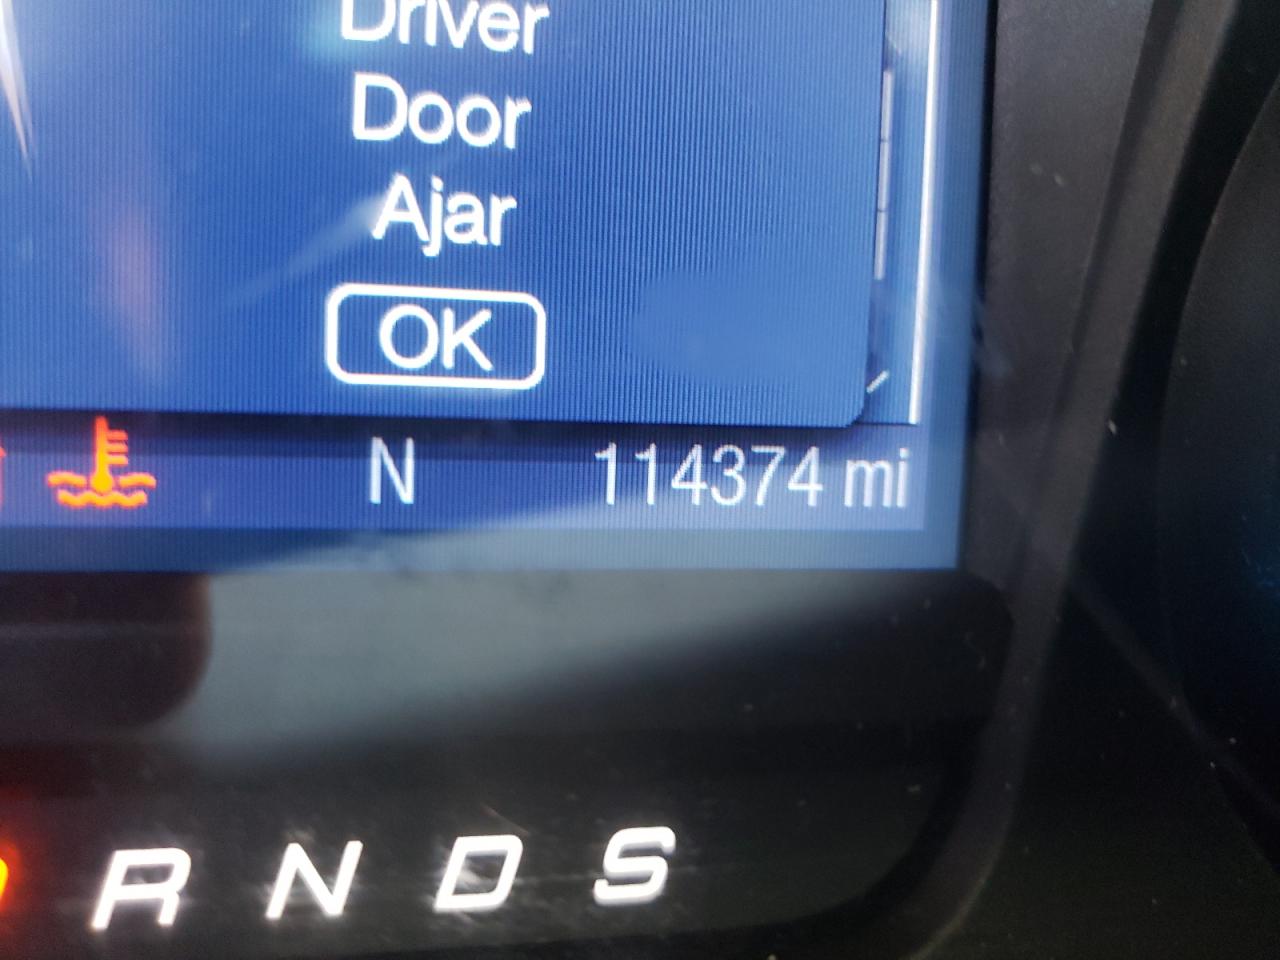 Driver
Door
Ajar
OK
N 114374 mi
R N D S